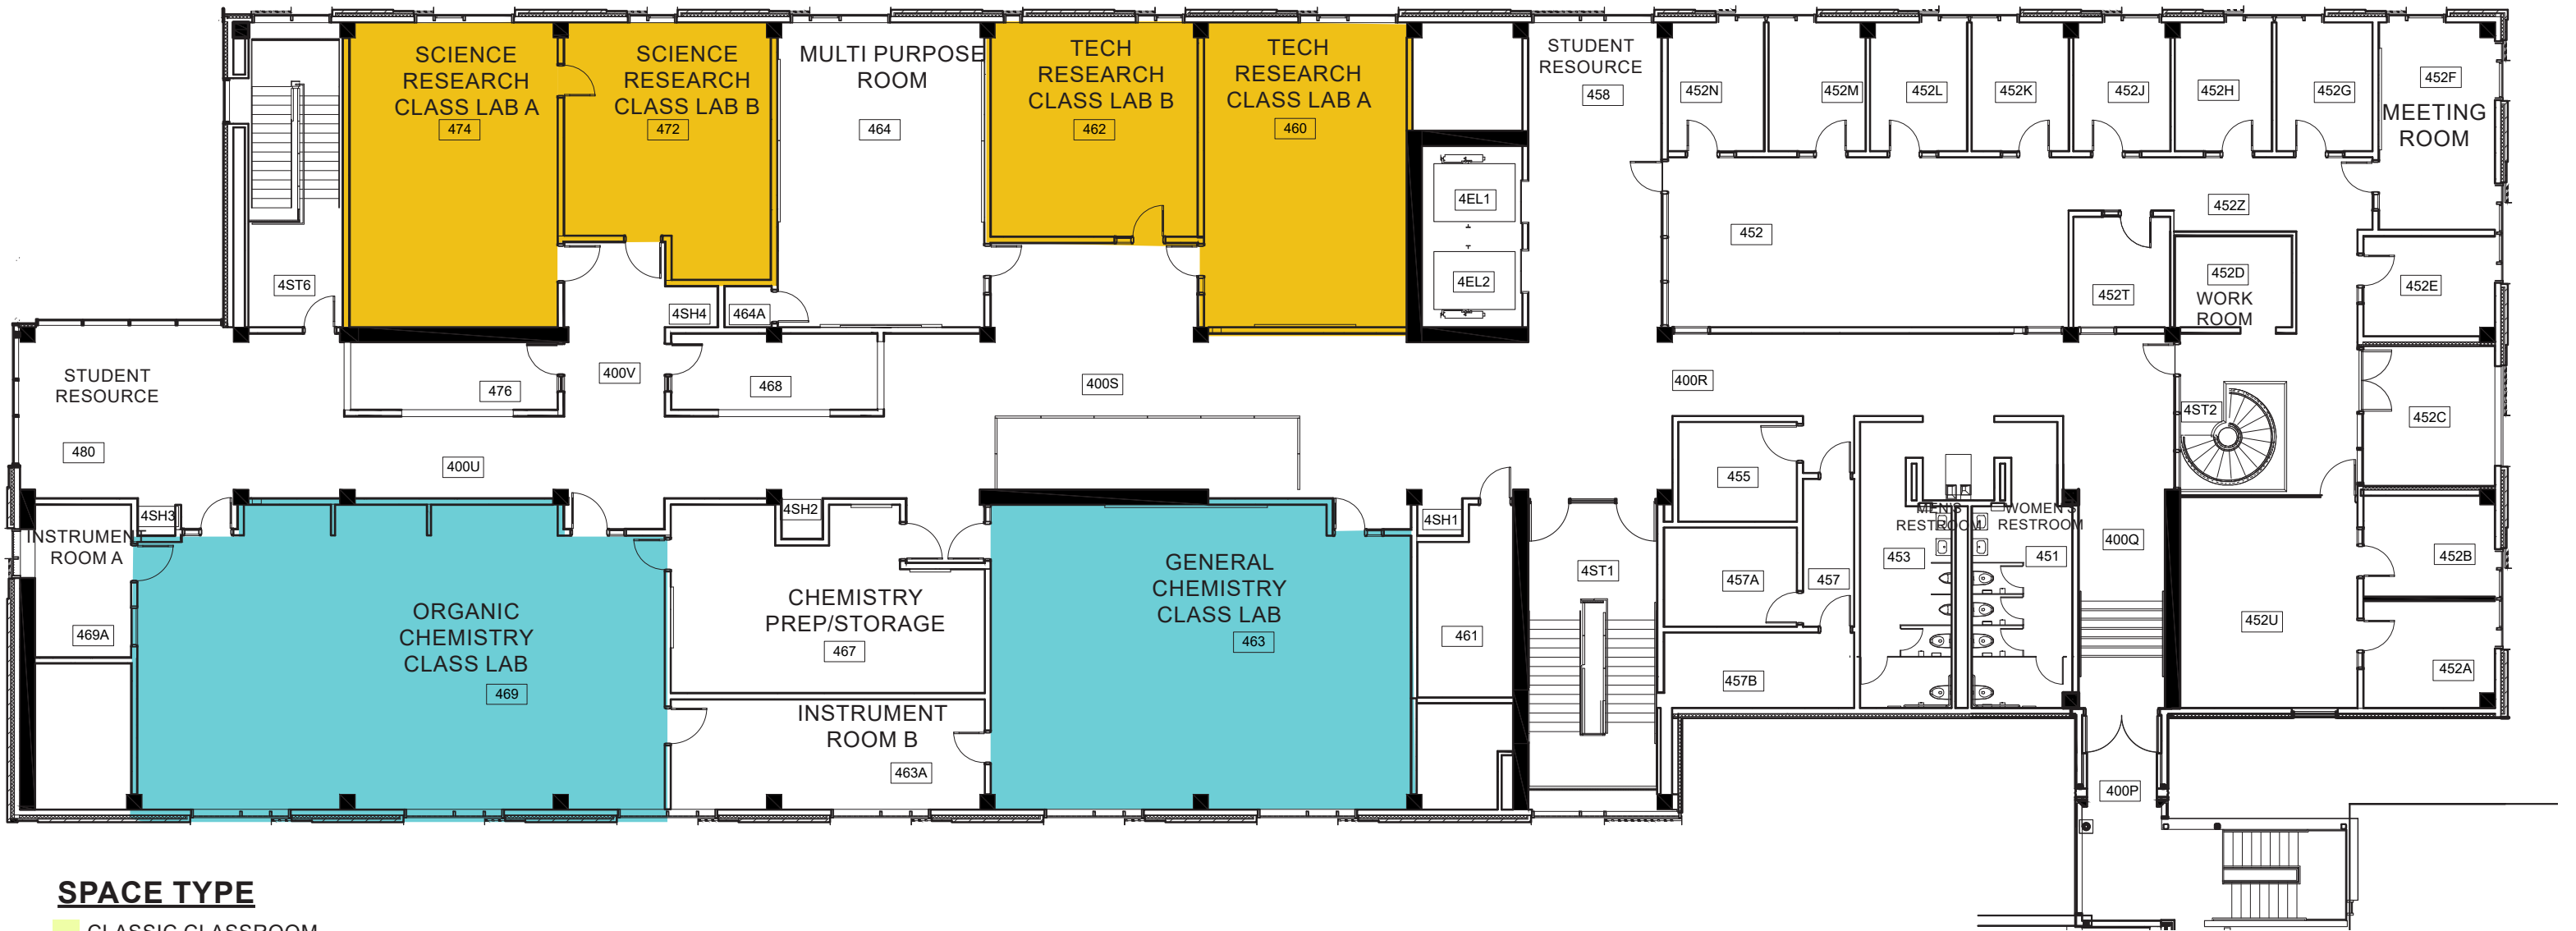 SCIENCE
RESEARCH
CLASS LAB A
474
SCIENCE
RESEARCH
CLASS LAB B
472
MULTI PURPOSE
ROOM
464
TECH
RESEARCH
CLASS LAB B
462
TECH
RESEARCH
CLASS LAB A
460
STUDENT
RESOURCE
458
452N
452M
452L
452K
452J
452H
452G
452F
MEETING
ROOM
4EL1
4EL2
452
452Z
452T
452D
WORK
ROOM
452E
4ST6
4SH4
464A
STUDENT
RESOURCE
480
476
400V
468
400S
400R
4ST2
452C
400U
455
4SH3
INSTRUMENT
ROOM A
469A
ORGANIC
CHEMISTRY
CLASS LAB
469
4SH2
CHEMISTRY
PREP/STORAGE
467
INSTRUMENT
ROOM B
463A
GENERAL
CHEMISTRY
CLASS LAB
463
4SH1
461
4ST1
457A
457
457B
MEN'S
RESTROOM
453
WOMEN'S
RESTROOM
451
400Q
452U
452B
452A
400P
SPACE TYPE
CLASSIC CLASSROOM